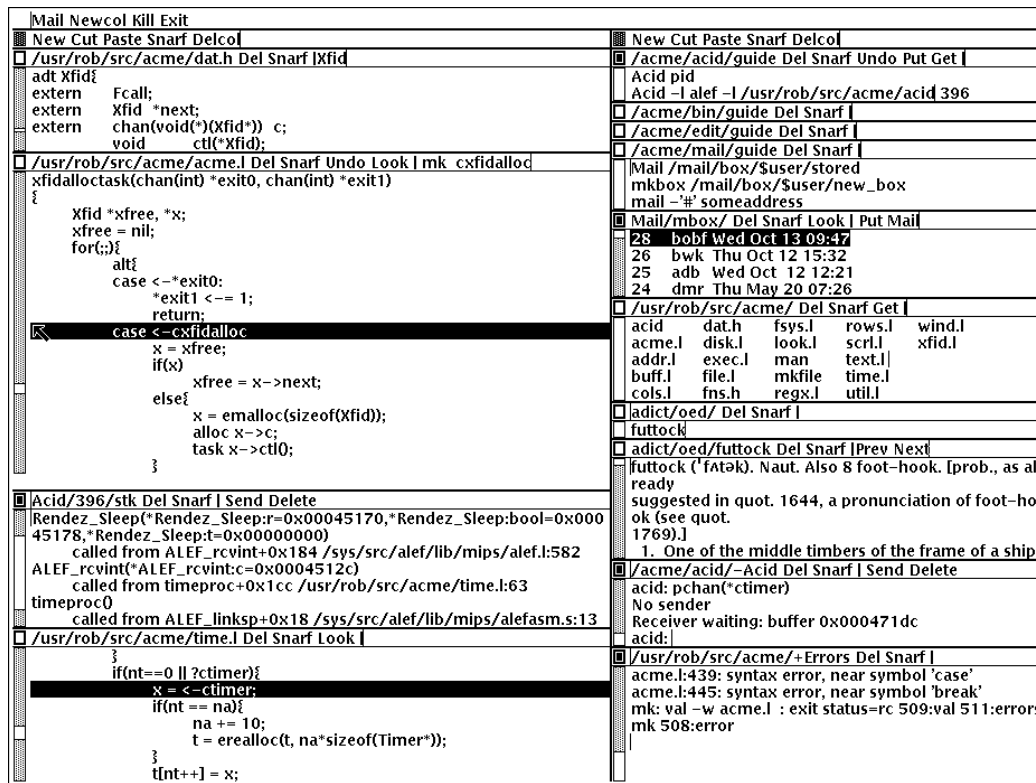 Mail Newcol Kill Exit
New Cut Paste Snarf Delcol
/usr/rob/src/acme/dat.h Del Snarf |Xfid
adt Xfid{
extern Fcall;
extern Xfid *next;
extern chan(void(*)(Xfid*)) c;
void ctl(*Xfid);
/usr/rob/src/acme/acme.l Del Snarf Undo Look | mk cxfidalloc
xfidalloctask(chan(int) *exit0, chan(int) *exit1)
{
Xfid *xfree, *x;
xfree = nil;
for(;;){
alt{
case <-*exit0:
*exit1 <-= 1;
return;
case <-cxfidalloc
x = xfree;
if(x)
xfree = x->next;
else{
x = emalloc(sizeof(Xfid));
alloc x->c;
task x->ctl();
}
Acid/396/stk Del Snarf | Send Delete
Rendez_Sleep(*Rendez_Sleep:r=0x00045170,*Rendez_Sleep:bool=0x000
45178,*Rendez_Sleep:t=0x00000000)
called from ALEF_rcvint+0x184 /sys/src/alef/lib/mips/alef.l:582
ALEF_rcvint(*ALEF_rcvint:c=0x0004512c)
called from timeproc+0x1cc /usr/rob/src/acme/time.l:63
timeproc()
called from ALEF_linksp+0x18 /sys/src/alef/lib/mips/alefasm.s:13
/usr/rob/src/acme/time.l Del Snarf Look |
}
if(nt==0 || ?ctimer){
x = <-ctimer;
if(nt == na){
na += 10;
t = erealloc(t, na*sizeof(Timer*));
}
t[nt++] = x;
New Cut Paste Snarf Delcol
/acme/acid/guide Del Snarf Undo Put Get |
Acid pid
Acid -l alef -l /usr/rob/src/acme/acid 396
/acme/bin/guide Del Snarf |
/acme/edit/guide Del Snarf |
/acme/mail/guide Del Snarf |
Mail /mail/box/$user/stored
mkbox /mail/box/$user/new_box
mail -'#' someaddress
Mail/mbox/ Del Snarf Look | Put Mail
28 bobf Wed Oct 13 09:47
26 bwk Thu Oct 12 15:32
25 adb Wed Oct 12 12:21
24 dmr Thu May 20 07:26
/usr/rob/src/acme/ Del Snarf Get |
acid dat.h fsys.l rows.l wind.l
acme.l disk.l look.l scrl.l xfid.l
addr.l exec.l man text.l
buff.l file.l mkfile time.l
cols.l fns.h regx.l util.l
adict/oed/ Del Snarf |
futtock
adict/oed/futtock Del Snarf |Prev Next
futtock (ˈfʌtək). Naut. Also 8 foot-hook. [prob., as al
ready
suggested in quot. 1644, a pronunciation of foot-ho
ok (see quot.
1769).]
1. One of the middle timbers of the frame of a ship
/acme/acid/-Acid Del Snarf | Send Delete
acid: pchan(*ctimer)
No sender
Receiver waiting: buffer 0x000471dc
acid:
/usr/rob/src/acme/+Errors Del Snarf |
acme.l:439: syntax error, near symbol 'case'
acme.l:445: syntax error, near symbol 'break'
mk: val -w acme.l : exit status=rc 509:val 511:errors
mk 508:error